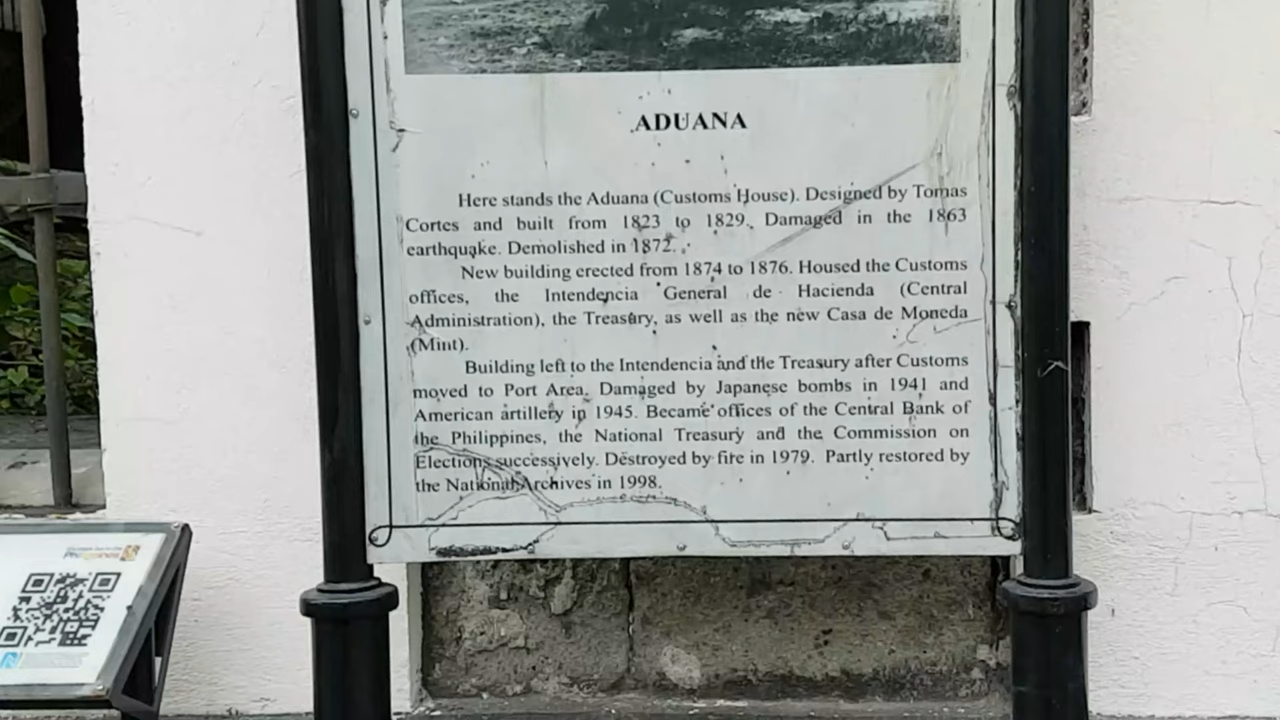 ADUANA
Here stands the Aduana (Customs House). Designed by Tomas
Cortes and built from 1823 to 1829. Damaged in the 1863
earthquake. Demolished in 1872.
New building erected from 1874 to 1876. Housed the Customs
offices, the Intendencia General de Hacienda (Central
Administration), the Treasury, as well as the new Casa de Moneda
(Mint).
Building left to the Intendencia and the Treasury after Customs
moved to Port Area. Damaged by Japanese bombs in 1941 and
American artillery in 1945. Became offices of the Central Bank of
the Philippines, the National Treasury and the Commission on
Elections successively. Destroyed by fire in 1979. Partly restored by
the National Archives in 1998.